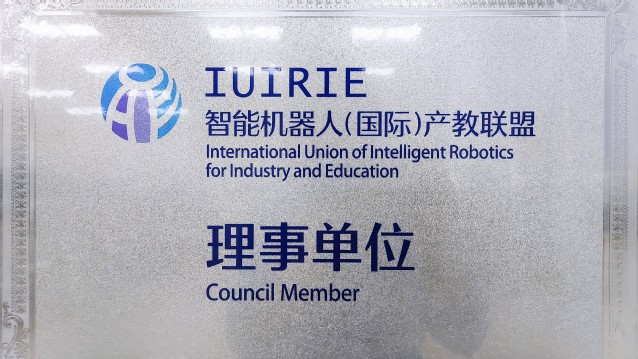 IUIRIE
智能机器人(国际)产教联盟
International Union of Intelligent Robotics
for Industry and Education
理事单位
Council Member